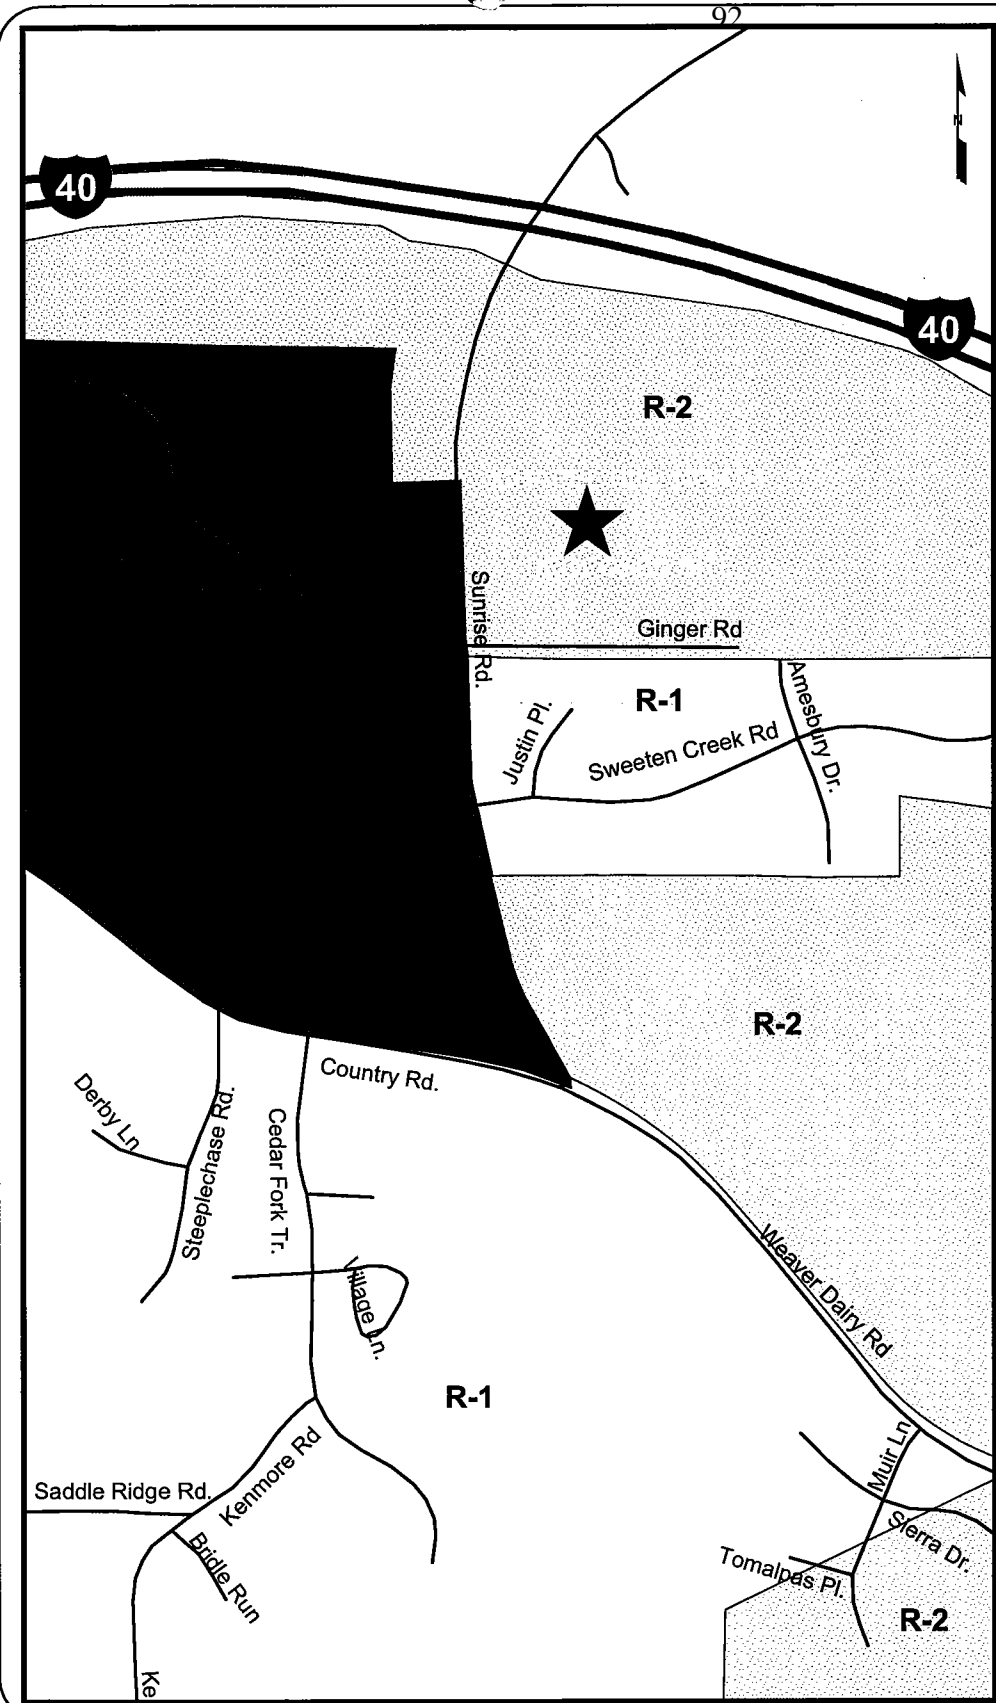 92
N
40
40
R-2
Sunrise Rd.
Ginger Rd
R-1
Justin Pl.
Sweeten Creek Rd
Amesbury Dr.
R-2
Country Rd.
Derby Ln
Steeplechase Rd.
Cedar Fork Tr.
Village Ln.
Weaver Dairy Rd
R-1
Muir Ln
Saddle Ridge Rd.
Kenmore Rd
Bridle Run
Sierra Dr.
Tomalpas Pl.
R-2
Ke